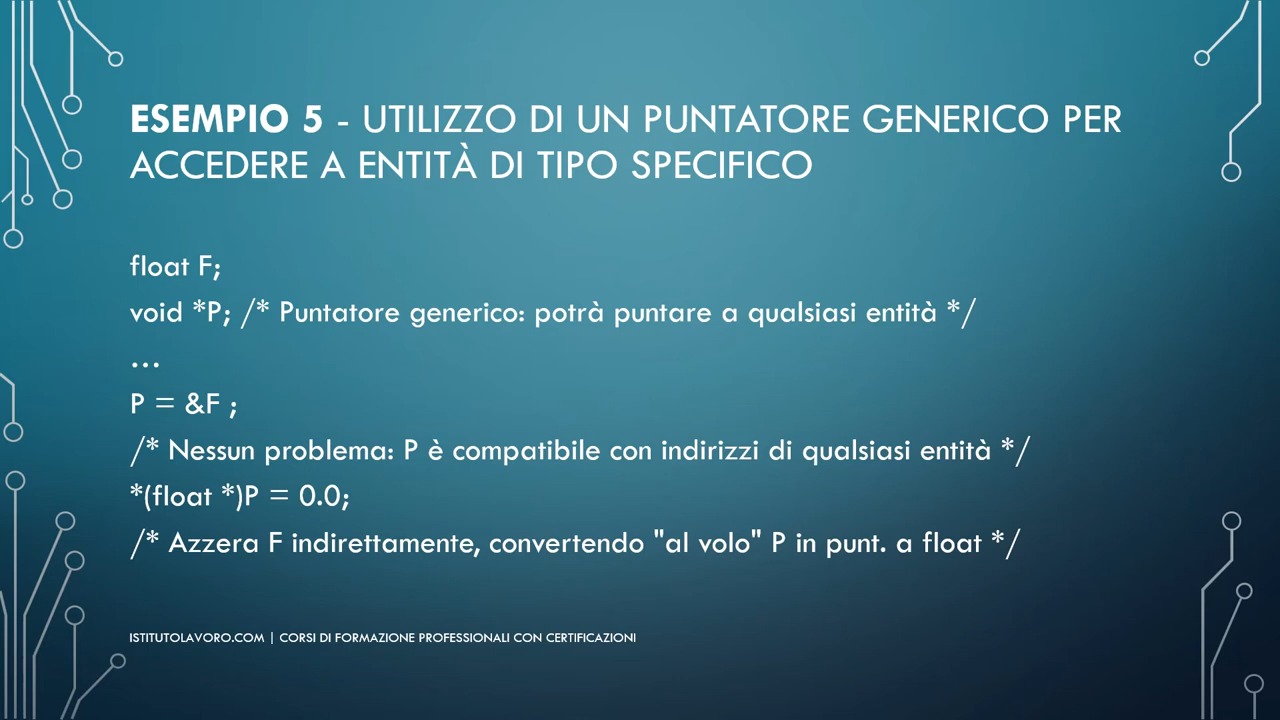 ESEMPIO 5 - UTILIZZO DI UN PUNTATORE GENERICO PER
ACCEDERE A ENTITÀ DI TIPO SPECIFICO
float F;
void *P; /* Puntatore generico: potrà puntare a qualsiasi entità */
…
P = &F ;
/* Nessun problema: P è compatibile con indirizzi di qualsiasi entità */
*(float *)P = 0.0;
/* Azzera F indirettamente, convertendo "al volo" P in punt. a float */
ISTITUTOLAVORO.COM | CORSI DI FORMAZIONE PROFESSIONALI CON CERTIFICAZIONI